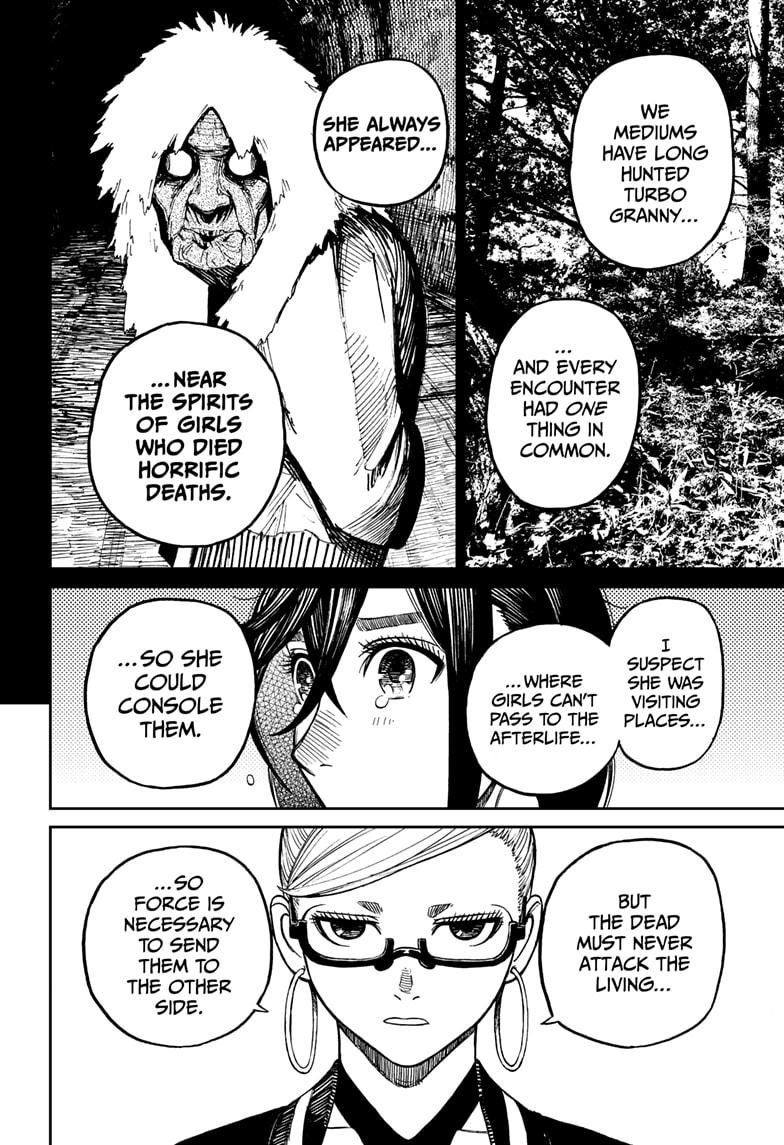 WE
MEDIUMS
HAVE LONG
HUNTED
TURBO
GRANNY...
...
AND EVERY
ENCOUNTER
HAD ONE
THING IN
COMMON.
SHE ALWAYS
APPEARED...
...NEAR
THE SPIRITS
OF GIRLS
WHO DIED
HORRIFIC
DEATHS.
I
SUSPECT
SHE WAS
VISITING
PLACES...
...WHERE
GIRLS CAN'T
PASS TO THE
AFTERLIFE...
...SO SHE
COULD
CONSOLE
THEM.
BUT
THE DEAD
MUST NEVER
ATTACK THE
LIVING...
...SO
FORCE IS
NECESSARY
TO SEND
THEM TO
THE OTHER
SIDE.